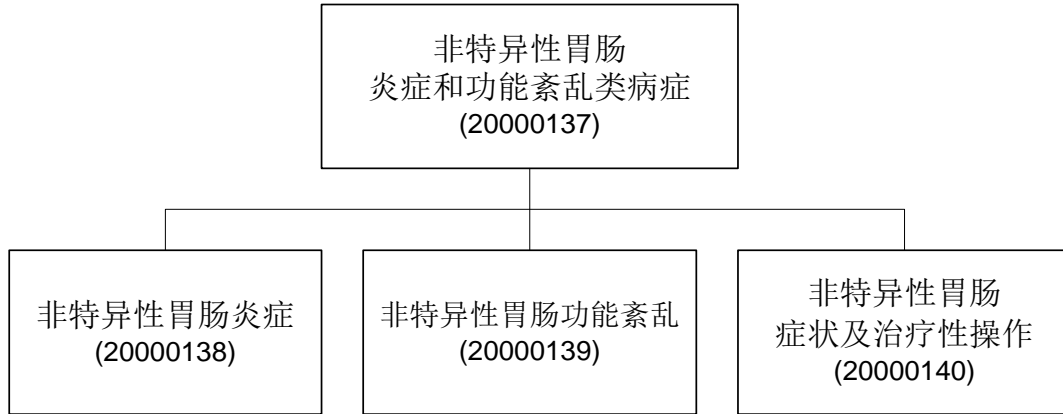 非特异性胃肠
炎症和功能紊乱类病症
(20000137)
非特异性胃肠炎症
(20000138)
非特异性胃肠功能紊乱
(20000139)
非特异性胃肠
症状及治疗性操作
(20000140)